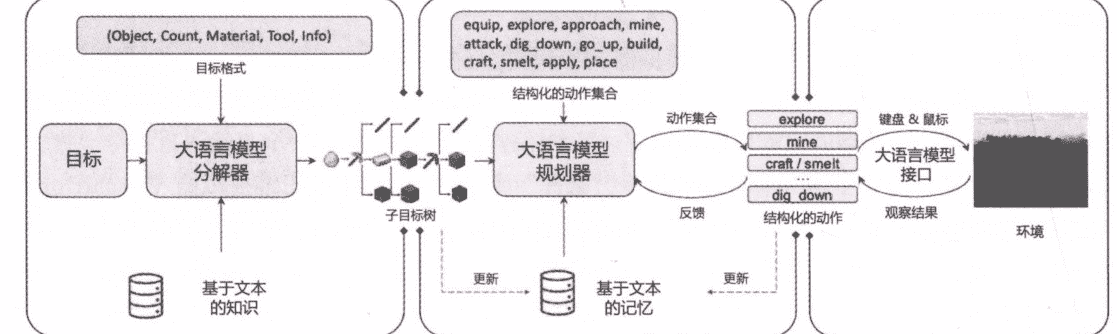 (Object, Count, Material, Tool, Info)
目标格式
目标
大语言模型
分解器
子目标树
基于文本
的知识
equip, explore, approach, mine,
attack, dig_down, go_up, build,
craft, smelt, apply, place
结构化的动作集合
大语言模型
规划器
动作集合
反馈
更新
基于文本
的记忆
更新
explore
mine
craft / smelt
...
dig_down
结构化的动作
键盘 & 鼠标
大语言模型
接口
观察结果
环境